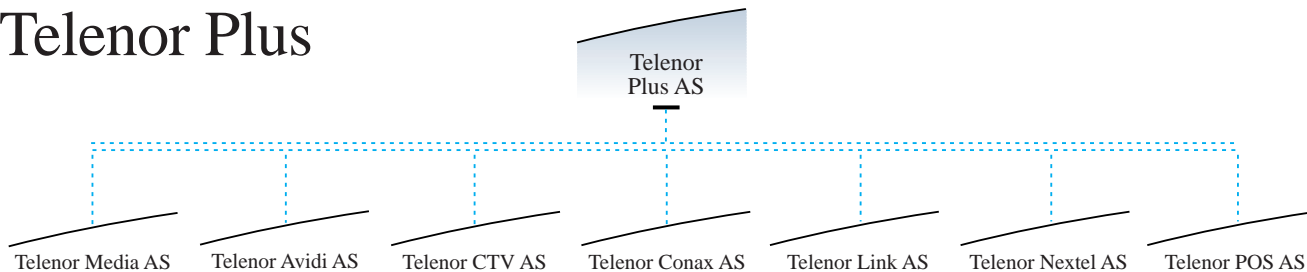 Telenor Plus
Telenor
Plus AS
Telenor Media AS
Telenor Avidi AS
Telenor CTV AS
Telenor Conax AS
Telenor Link AS
Telenor Nextel AS
Telenor POS AS